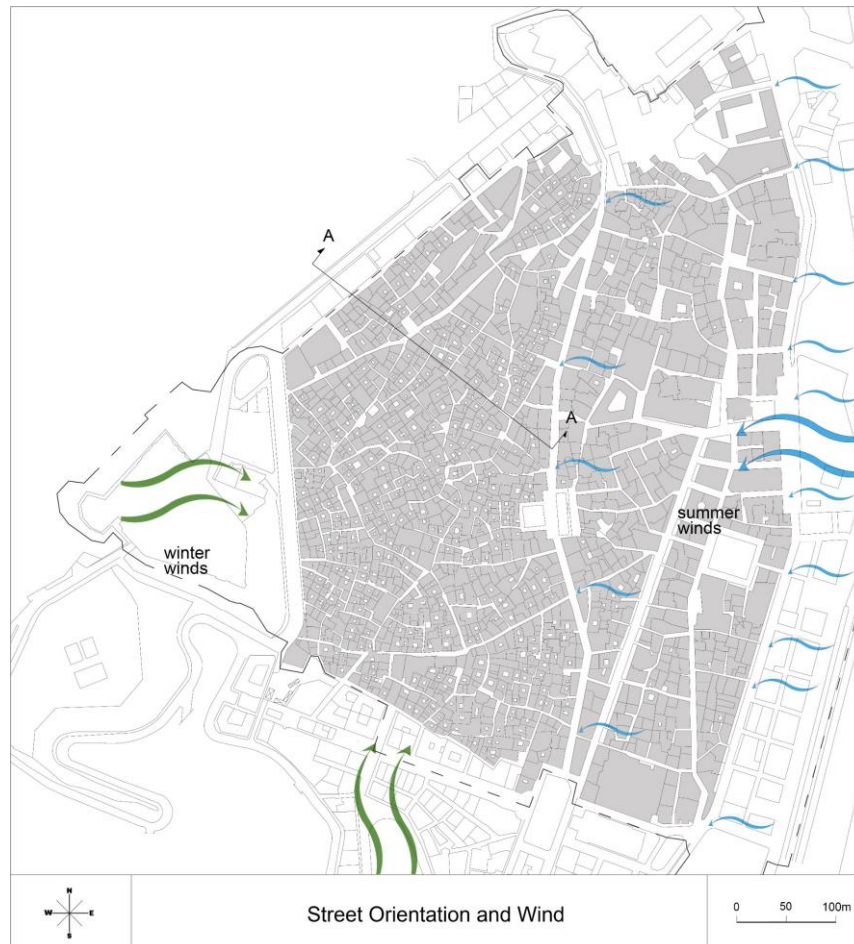 A
A
winter
winds
summer
winds
N
W
E
S
Street Orientation and Wind
0 50 100m